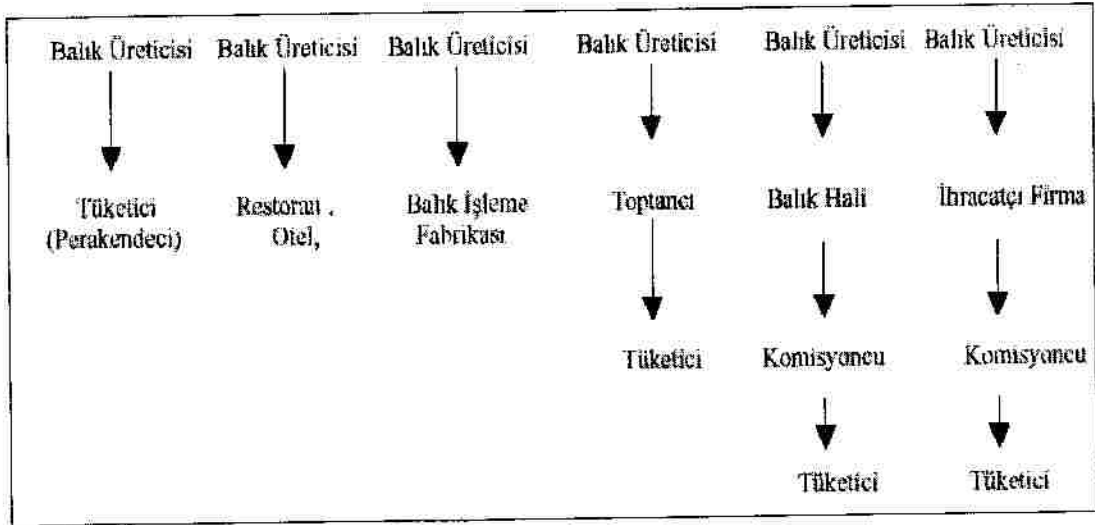 Balık Üreticisi Balık Üreticisi Balık Üreticisi Balık Üreticisi Balık Üreticisi Balık Üreticisi
Tüketici Restoran , Balık İşleme Toptancı Balık Hali İhracatçı Firma
(Perakendeci) Otel, Fabrikası
Tüketici Komisyoncu Komisyoncu
Tüketici Tüketici